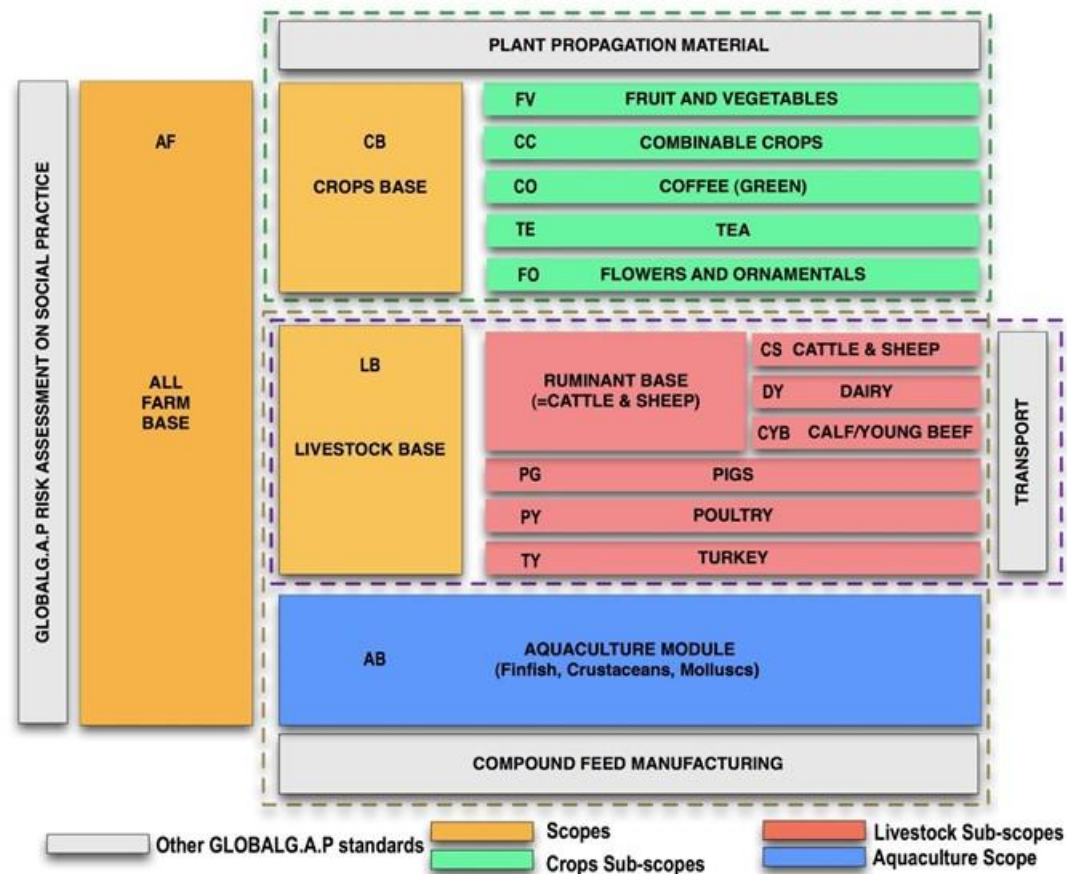 PLANT PROPAGATION MATERIAL
GLOBALG.A.P RISK ASSESSMENT ON SOCIAL PRACTICE
AF
ALL
FARM
BASE
CB
CROPS BASE
FV FRUIT AND VEGETABLES
CC COMBINABLE CROPS
CO COFFEE (GREEN)
TE TEA
FO FLOWERS AND ORNAMENTALS
LB
LIVESTOCK BASE
RUMINANT BASE
(=CATTLE & SHEEP)
CS CATTLE & SHEEP
DY DAIRY
CYB CALF/YOUNG BEEF
PG PIGS
PY POULTRY
TY TURKEY
TRANSPORT
AB
AQUACULTURE MODULE
(Finfish, Crustaceans, Molluscs)
COMPOUND FEED MANUFACTURING
Other GLOBALG.A.P standards
Scopes
Crops Sub-scopes
Livestock Sub-scopes
Aquaculture Scope